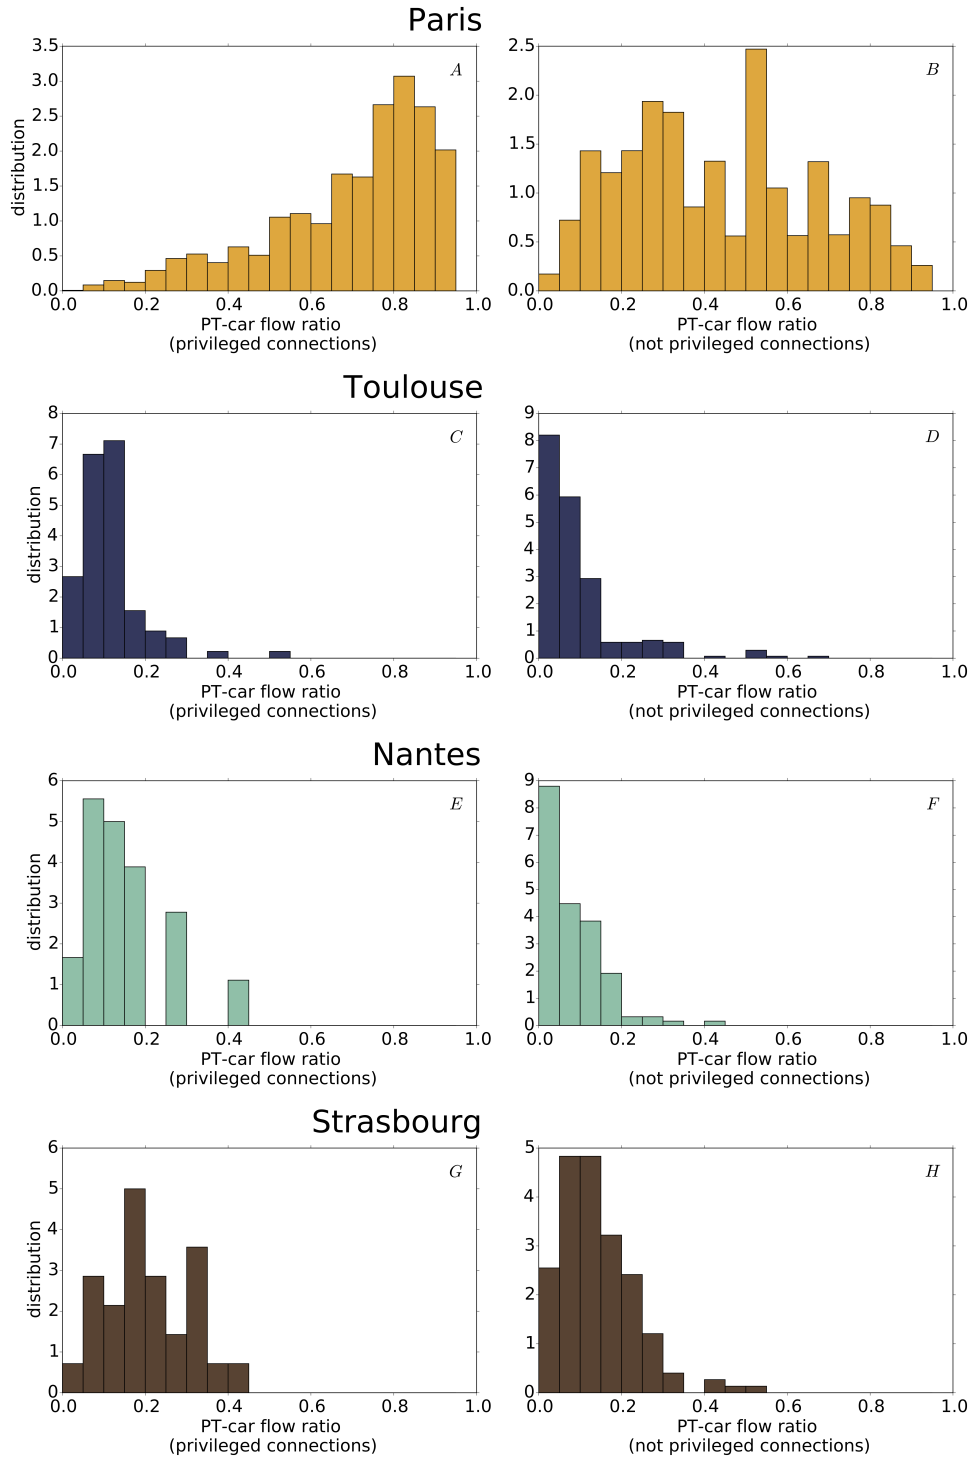 Paris
3.5
3.0
2.5
2.0
1.5
1.0
0.5
0.0
distribution
A
0.0 0.2 0.4 0.6 0.8 1.0
PT-car flow ratio
(privileged connections)
2.5
2.0
1.5
1.0
0.5
0.0
B
0.0 0.2 0.4 0.6 0.8 1.0
PT-car flow ratio
(not privileged connections)
Toulouse
8
7
6
5
4
3
2
1
0
distribution
C
0.0 0.2 0.4 0.6 0.8 1.0
PT-car flow ratio
(privileged connections)
9
8
7
6
5
4
3
2
1
0
D
0.0 0.2 0.4 0.6 0.8 1.0
PT-car flow ratio
(not privileged connections)
Nantes
6
5
4
3
2
1
0
distribution
E
0.0 0.2 0.4 0.6 0.8 1.0
PT-car flow ratio
(privileged connections)
9
8
7
6
5
4
3
2
1
0
F
0.0 0.2 0.4 0.6 0.8 1.0
PT-car flow ratio
(not privileged connections)
Strasbourg
6
5
4
3
2
1
0
distribution
G
0.0 0.2 0.4 0.6 0.8 1.0
PT-car flow ratio
(privileged connections)
5
4
3
2
1
0
H
0.0 0.2 0.4 0.6 0.8 1.0
PT-car flow ratio
(not privileged connections)